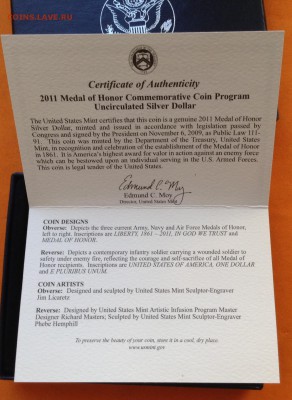 COINS.LAVE.RU
Certificate of Authenticity
2011 Medal of Honor Commemorative Coin Program
Uncirculated Silver Dollar
The United States Mint certifies that this coin is a genuine 2011 Medal of Honor
Silver Dollar, minted and issued in accordance with legislation passed by
Congress and signed by the President on November 6, 2009, as Public Law 111-
91. This coin was minted by the Department of the Treasury, United States
Mint, in recognition of the establishment of the Medal of Honor
in 1861. It is America's highest award for valor in action against an enemy force
which can be bestowed upon an individual serving in the U.S. Armed Forces.
This coin is legal tender of the United States.
Edmund C. Moy
Edmund C. Moy
Director, United States Mint
COIN DESIGNS
Obverse: Depicts the three current Army, Navy and Air Force Medals of Honor,
left to right. Inscriptions are LIBERTY, 1861 – 2011, IN GOD WE TRUST and
MEDAL OF HONOR.
Reverse: Depicts a contemporary infantry soldier carrying a wounded soldier to
safety under enemy fire, reflecting the courage and self-sacrifice of all Medal of
Honor recipients. Inscriptions are UNITED STATES OF AMERICA, ONE DOLLAR
and E PLURIBUS UNUM.
COIN ARTISTS
Obverse: Designed and sculpted by United States Mint Sculptor-Engraver
Jim Licaretz
Reverse: Designed by United States Mint Artistic Infusion Program Master
Designer Richard Masters; Sculpted by United States Mint Sculptor-Engraver
Phebe Hemphill
To preserve the beauty of your coin, store it in a cool, dry place.
www.usmint.gov